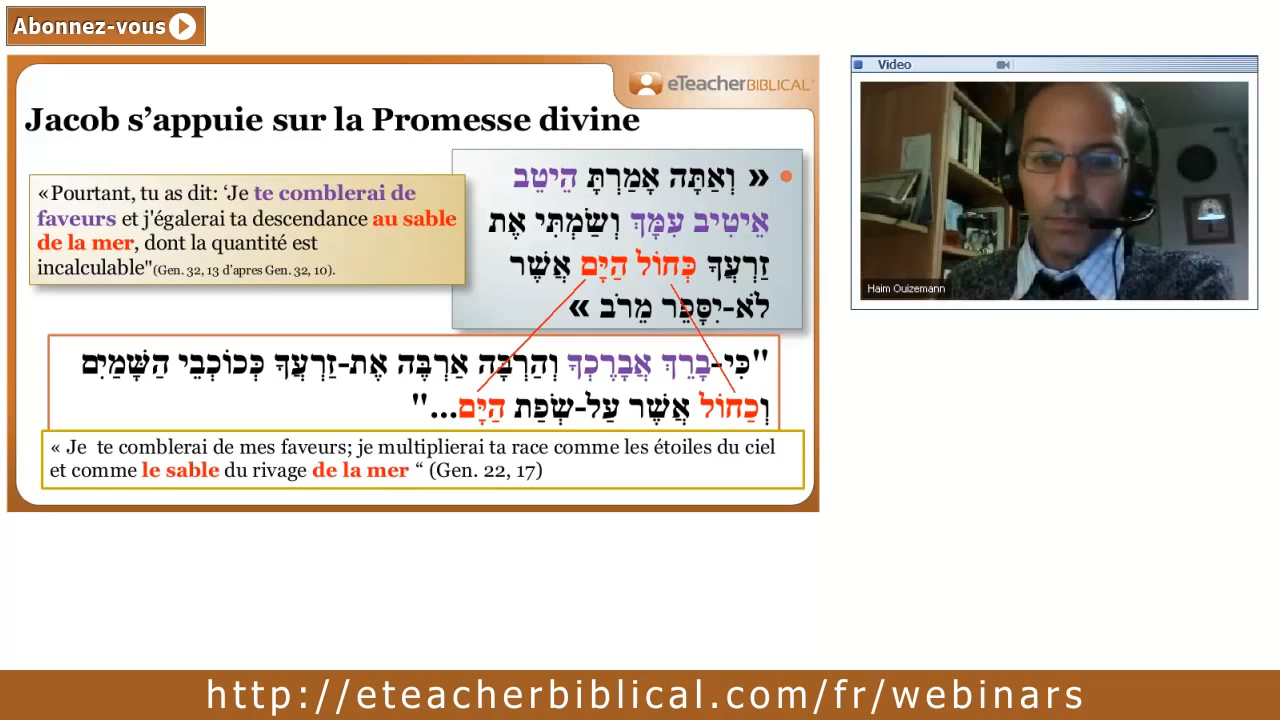 Abonnez-vous
eTeacherBIBLICAL
Jacob s’appuie sur la Promesse divine
«Pourtant, tu as dit: ‘Je te comblerai de
faveurs et j'égalerai ta descendance au sable
de la mer, dont la quantité est
incalculable"(Gen. 32, 13 d’apres Gen. 32, 10).
« וְאַתָּה אָמַרְתָּ הֵיטֵב
אֵיטִיב עִמָּךְ וְשַׂמְתִּי אֶת
זַרְעֲךָ כְּחוֹל הַיָּם אֲשֶׁר
לֹא-יִסָּפֵר מֵרֹב »
"כִּי-בָרֵךְ אֲבָרֶכְךָ וְהַרְבָּה אַרְבֶּה אֶת-זַרְעֲךָ כְּכוֹכְבֵי הַשָּׁמַיִם
וְכַחוֹל אֲשֶׁר עַל-שְׂפַת הַיָּם..."
« Je te comblerai de mes faveurs; je multiplierai ta race comme les étoiles du ciel
et comme le sable du rivage de la mer “ (Gen. 22, 17)
Video
Haim Ouizemann
http://eteacherbiblical.com/fr/webinars